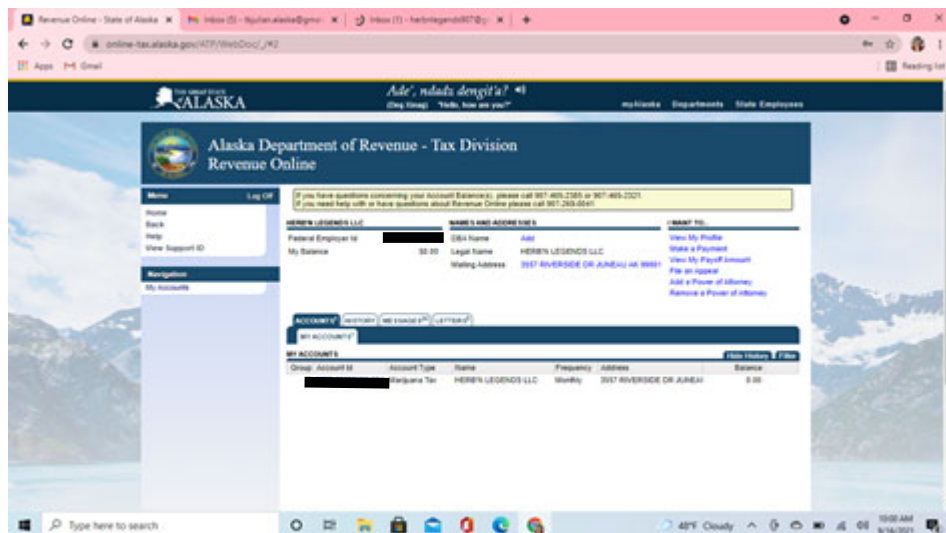 Revenue Online - State of Alaska
online-tax.alaska.gov/ATP/WebDoc/_/#2
Apps
Gmail
Reading list
THE GREAT STATE
ALASKA
Ade', ndadz dengit'a?
(Deg Xinag) "Hello, how are you?"
myAlaska Departments State Employees
Alaska Department of Revenue - Tax Division
Revenue Online
Menu Log Off
Home
Back
Help
View Support ID
Navigation
My Accounts
If you have questions concerning your Account Balance(s), please call 907-465-2385 or 907-465-2321.
If you need help with or have questions about Revenue Online please call 907-269-0041.
HERB'N LEGENDS LLC
Federal Employer Id
My Balance $0.00
NAMES AND ADDRESSES
DBA Name Add
Legal Name HERB'N LEGENDS LLC
Mailing Address 3957 RIVERSIDE DR JUNEAU AK
I WANT TO...
View My Profile
Make a Payment
View My Payoff Amount
File an Appeal
Add a Power of Attorney
Remove a Power of Attorney
ACCOUNTS HISTORY MESSAGES LETTERS
MY ACCOUNTS
MY ACCOUNTS
Hide History Filter
Group Account Id Account Type Name Frequency Address Balance
Marijuana Tax HERB'N LEGENDS LLC Monthly RIVERSIDE DR JUNEAU 0.00
Type here to search
48°F Cloudy
10:00 AM